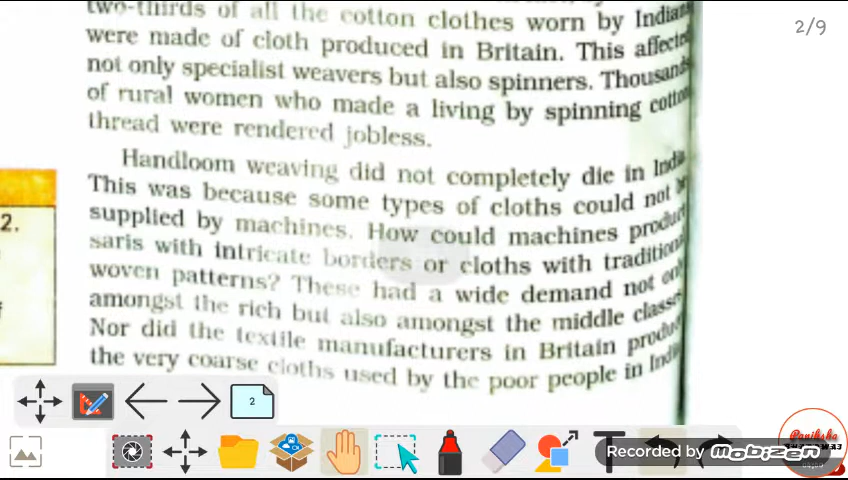 2/9
two-thirds of all the cotton clothes worn by Indians
were made of cloth produced in Britain. This affected
not only specialist weavers but also spinners. Thousands
of rural women who made a living by spinning cotton
thread were rendered jobless.
Handloom weaving did not completely die in India
This was because some types of cloths could not be
supplied by machines. How could machines produce
saris with intricate borders or cloths with traditional
woven patterns? These had a wide demand not only
amongst the rich but also amongst the middle classes
Nor did the textile manufacturers in Britain produce
the very coarse cloths used by the poor people in India
2.
2
Recorded by mobizen